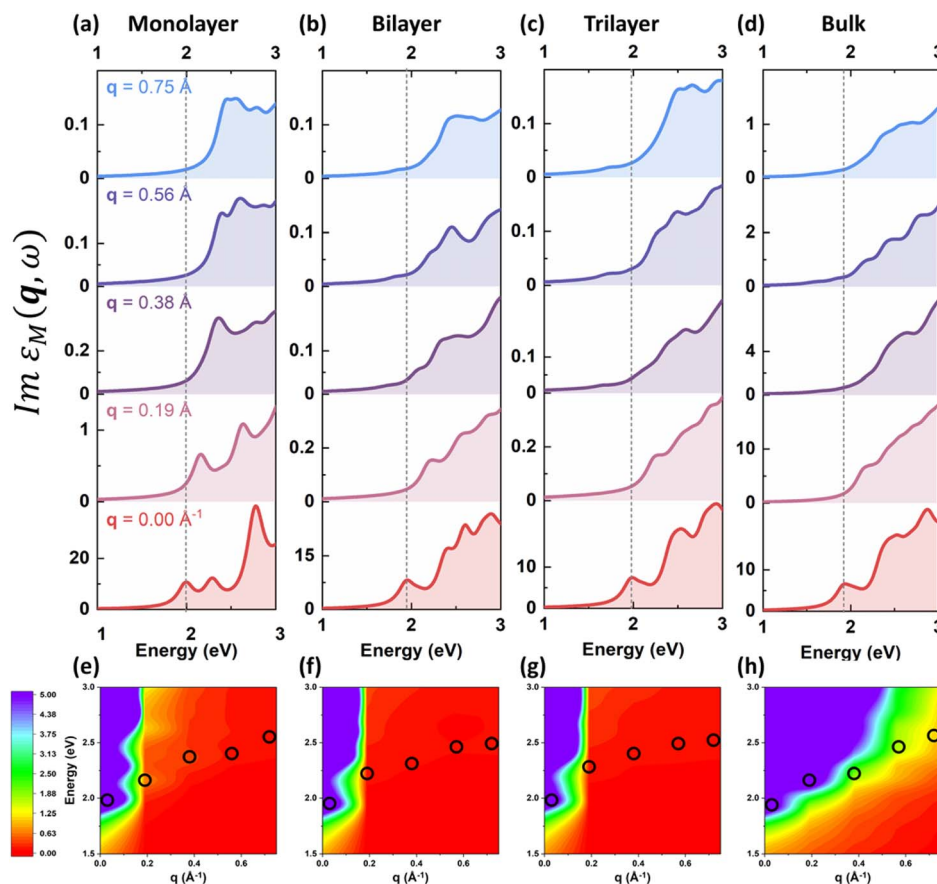 (a) Monolayer (b) Bilayer (c) Trilayer (d) Bulk
1 2 3 1 2 3 1 2 3 1 2 3
q = 0.75 Å
0.1 0.1 0.1 1
0 0 0 0
q = 0.56 Å
0.1 0.1 0.1 2
0 0 0 0
q = 0.38 Å
0.2 0.1 0.1 4
0 0 0 0
Im ε_M(q, ω)
q = 0.19 Å
1 0.2 0.2 10
0 0 0 0
q = 0.00 Å⁻¹
20 15 10 10
0 0 0 0
1 2 3 1 2 3 1 2 3 1 2 3
Energy (eV) Energy (eV) Energy (eV) Energy (eV)
(e) (f) (g) (h)
5.00
4.38
3.75
3.13
2.50
1.88
1.25
0.63
0.00
Energy (eV)
3.0 3.0 3.0 3.0
2.5 2.5 2.5 2.5
2.0 2.0 2.0 2.0
1.5 1.5 1.5 1.5
0.0 0.2 0.4 0.6 0.0 0.2 0.4 0.6 0.0 0.2 0.4 0.6 0.0 0.2 0.4 0.6
q (Å⁻¹) q (Å⁻¹) q (Å⁻¹) q (Å⁻¹)